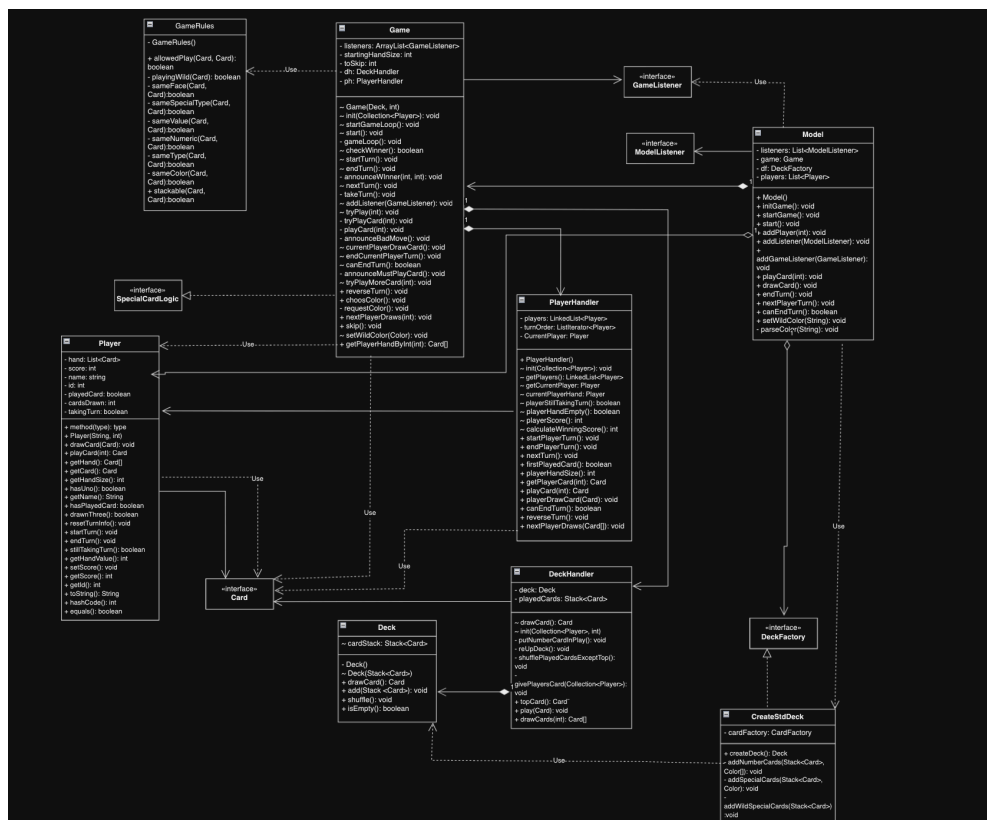 GameRules
- GameRules()
+ allowedPlay(Card, Card):
boolean
- playingWild(Card): boolean
- sameFace(Card,
Card):boolean
- sameSpecialType(Card,
Card):boolean
- sameValue(Card,
Card):boolean
- sameNumeric(Card,
Card):boolean
- sameType(Card,
Card):boolean
- sameColor(Card,
Card):boolean
+ stackable(Card,
Card):boolean
Use
Game
- listeners: ArrayList<GameListener>
- startingHandSize: int
- toSkip: int
- dh: DeckHandler
- ph: PlayerHandler
~ Game(Deck, int)
~ init(Collection<Player>): void
~ startGameLoop(): void
~ start(): void
- gameLoop(): void
~ checkWinner(): boolean
~ startTurn(): void
~ endTurn(): void
- announceWInner(int, int): void
- nextTurn(): void
- takeTurn(): void
~ addListener(GameListener): void
- tryPlay(int): void
- tryPlayCard(int): void
- playCard(int): void
- announceBadMove(): void
~ currentPlayerDrawCard(): void
~ endCurrentPlayerTurn(): void
~ canEndTurn(): boolean
- announceMustPlayCard(): void
- tryPlayMoreCard(int): void
+ reverseTurn(): void
+ choosColor(): void
- requestColor(): void
+ nextPlayerDraws(int): void
+ skip(): void
~ setWildColor(Color): void
+ getPlayerHandByInt(int): Card[]
«interface»
GameListener
Use
«interface»
ModelListener
Model
- listeners: List<ModelListener>
- game: Game
- df: DeckFactory
- players: List<Player>
+ Model()
+ initGame(): void
+ startGame(): void
+ start(): void
+ addPlayer(int): void
+ addListener(ModelListener): void
+
addGameListener(GameListener):
void
+ playCard(int): void
+ drawCard(): void
+ endTurn(): void
+ nextPlayerTurn(): void
+ canEndTurn(): boolean
+ setWildColor(String): void
- parseColor(String): void
1
1
1
1
«interface»
SpecialCardLogic
Use
Player
- hand: List<Card>
- score: int
- name: string
- id: int
- playedCard: boolean
- cardsDrawn: int
- takingTurn: boolean
+ method(type): type
+ Player(String, int)
+ drawCard(Card): void
+ playCard(int): Card
+ getHand(): Card[]
+ getCard(): Card
+ getHandSize(): int
+ hasUno(): boolean
+ getName(): String
+ hasPlayedCard: boolean
+ drawnThree(): boolean
+ resetTurnInfo(): void
+ startTurn(): void
+ endTurn(): void
+ stillTakingTurn(): boolean
+ getHandValue(): int
+ setScore(): void
+ getScore(): int
+ getId(): int
+ toString(): String
+ hashCode(): int
+ equals(): boolean
PlayerHandler
- players: LinkedList<Player>
- turnOrder: ListIterator<Player>
- CurrentPlayer: Player
+ PlayerHandler()
~ init(Collection<Player>): void
~ getPlayers(): LinkedList<Player>
~ getCurrentPlayer: Player
~ currentPlayerHand: Player
~ playerStillTakingTurn(): boolean
~ playerHandEmpty(): boolean
~ playerScore(): int
~ calculateWinningScore(): int
+ startPlayerTurn(): void
+ endPlayerTurn(): void
+ nextTurn(): void
+ firstPlayedCard(): boolean
+ playerHandSize(): int
+ getPlayerCard(int): Card
+ playCard(int): Card
+ playerDrawCard(Card): void
+ canEndTurn(): boolean
+ reverseTurn(): void
+ nextPlayerDraws(Card[]): void
Use
Use
Use
Use
«interface»
Card
DeckHandler
- deck: Deck
- playedCards: Stack<Card>
~ drawCard(): Card
~ init(Collection<Player>, int)
- putNumberCardInPlay(): void
- reUpDeck(): void
- shufflePlayedCardsExceptTop():
void
-
givePlayersCard(Collection<Player>):
void
+ topCard(): Card
+ play(Card): void
+ drawCards(int): Card[]
Deck
~ cardStack: Stack<Card>
- Deck()
~ Deck(Stack<Card>)
+ drawCard(): Card
+ add(Stack <Card>): void
+ shuffle(): void
+ isEmpty(): boolean
«interface»
DeckFactory
Use
CreateStdDeck
- cardFactory: CardFactory
+ createDeck(): Deck
- addNumberCards(Stack<Card>,
Color[]): void
- addSpecialCards(Stack<Card>,
Color): void
-
addWildSpecialCards(Stack<Card>)
:void